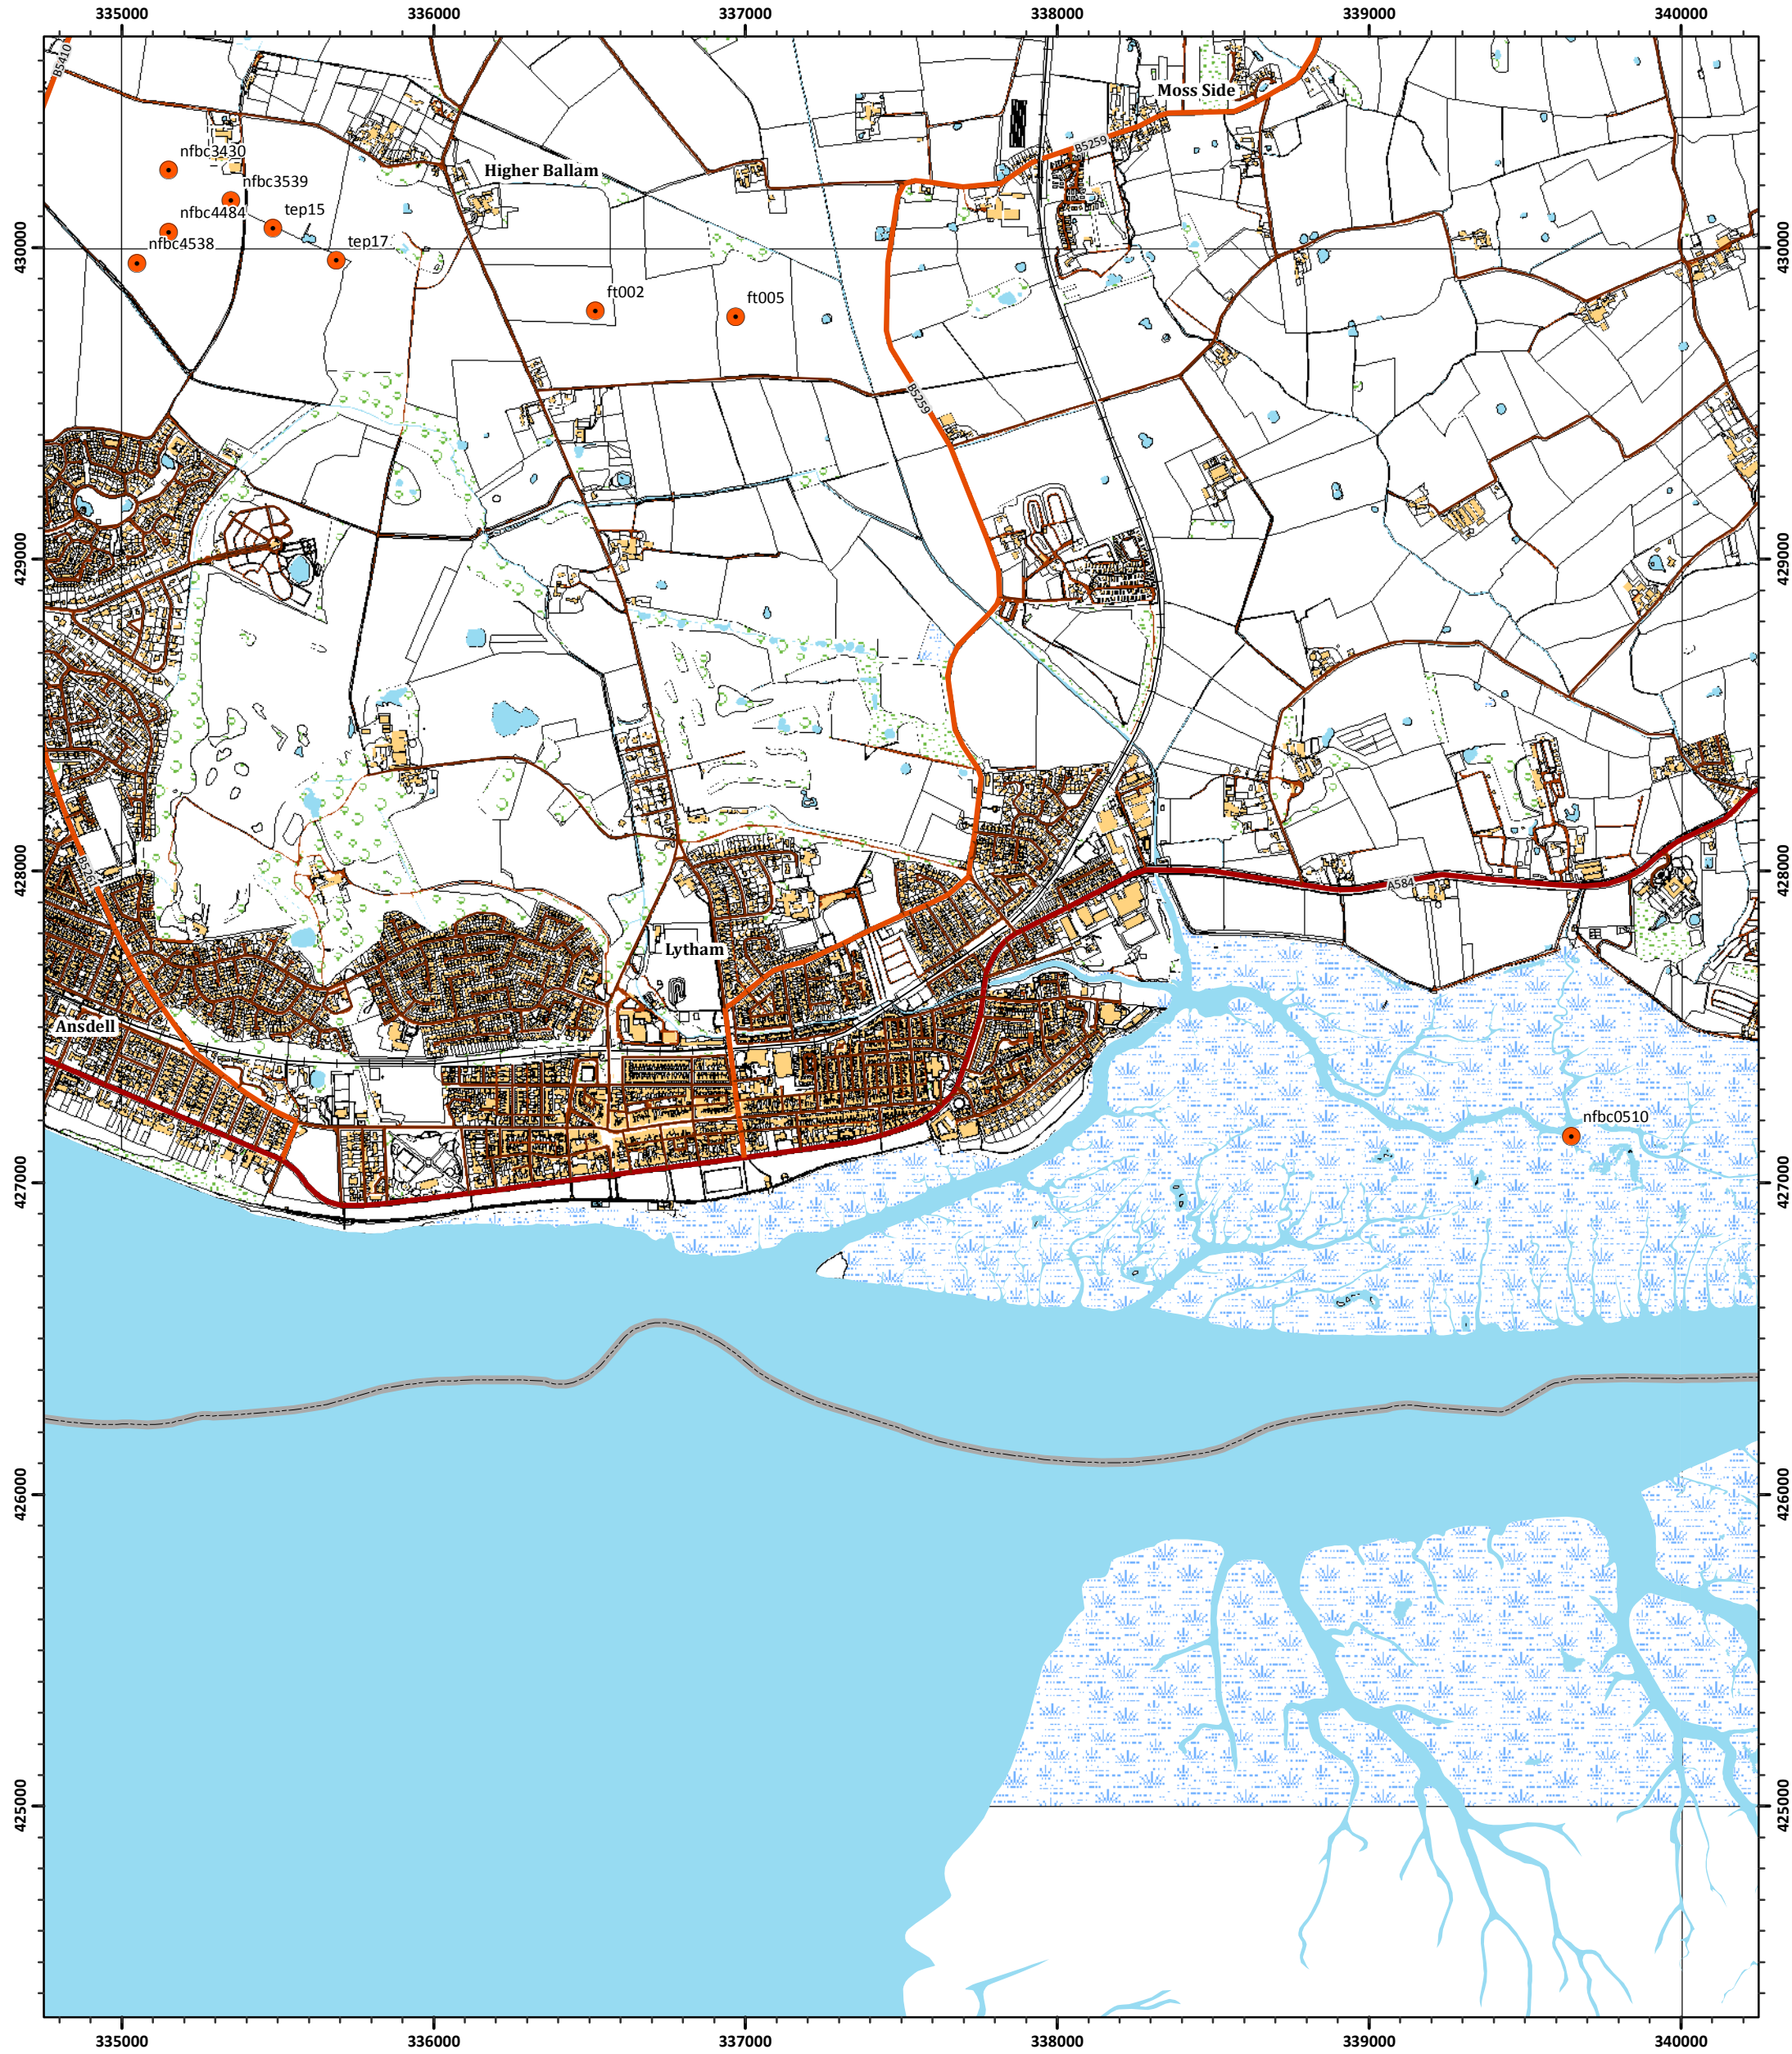 335000 336000 337000 338000 339000 340000
B5410
Moss Side
B5259
nfbc3430
Higher Ballam
nfbc3539
nfbc4484
tep15
nfbc4538
tep17
430000 430000
ft002
ft005
B5259
429000 429000
428000 428000
A584
Lytham
Ansdell
nfbc0510
427000 427000
426000 426000
425000 425000
335000 336000 337000 338000 339000 340000